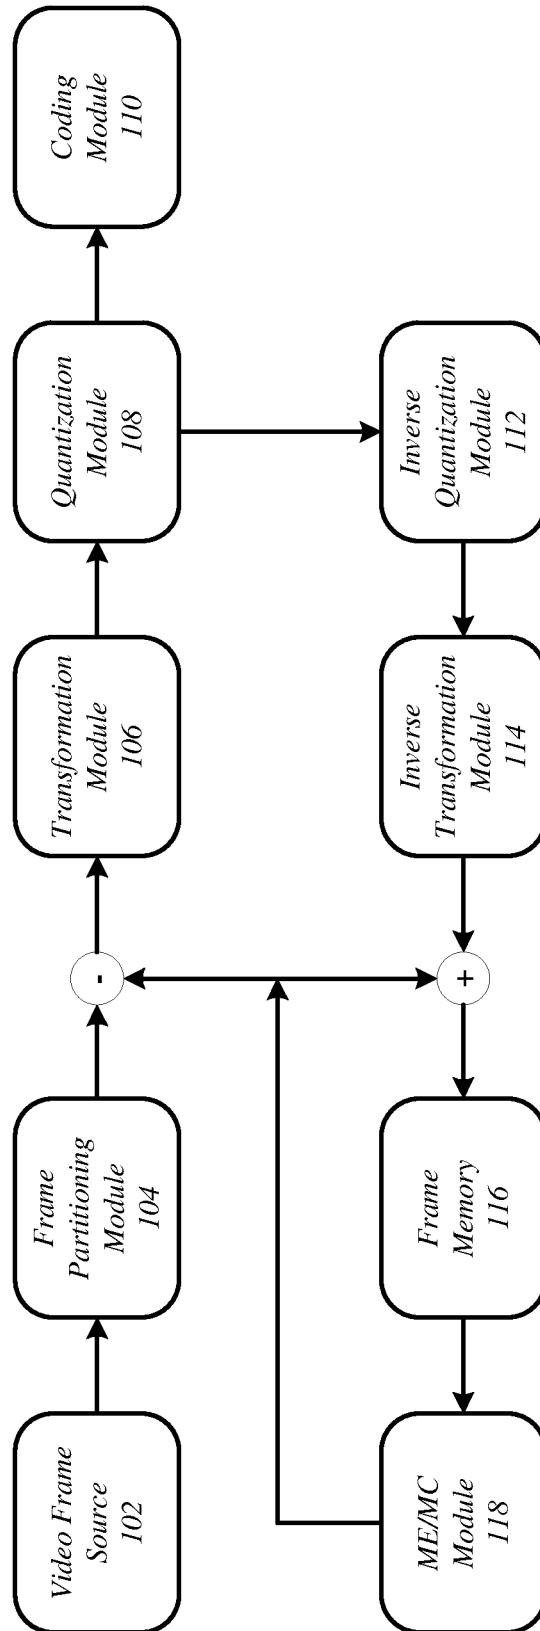 Video Frame
Source
102
Frame
Partitioning
Module
104
-
Transformation
Module
106
Quantization
Module
108
Coding
Module
110
ME/MC
Module
118
Frame
Memory
116
+
Inverse
Transformation
Module
114
Inverse
Quantization
Module
112